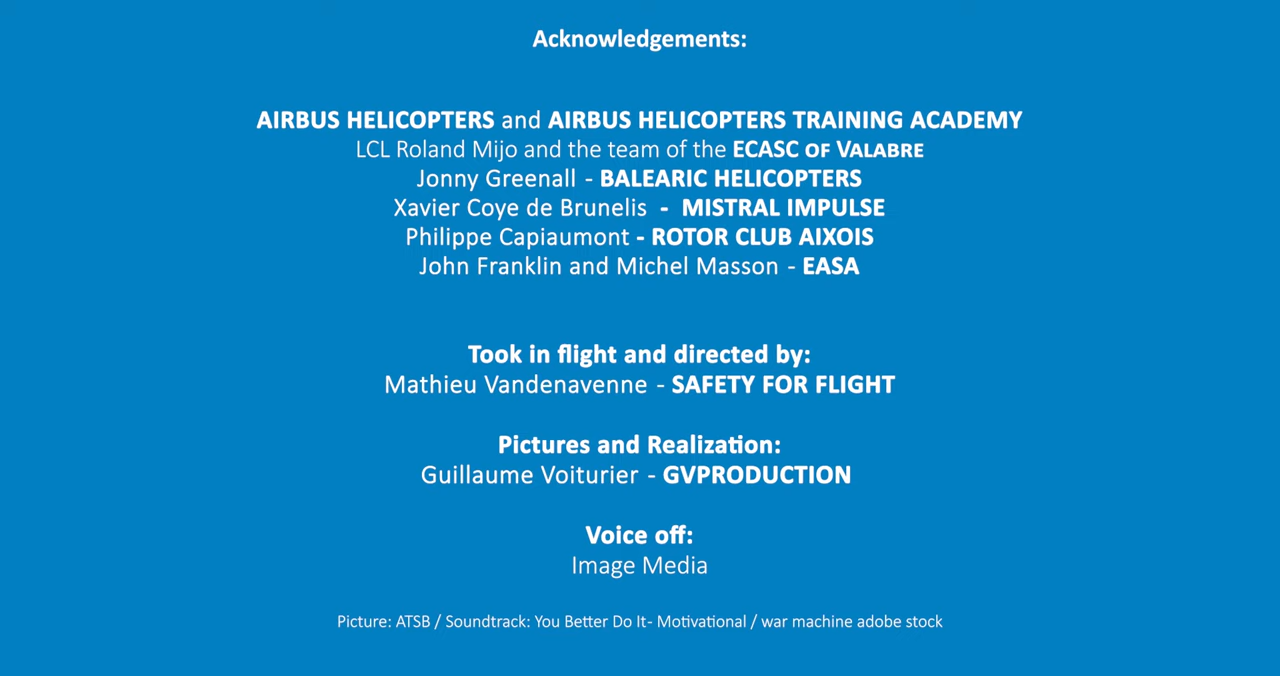 Acknowledgements:
AIRBUS HELICOPTERS and AIRBUS HELICOPTERS TRAINING ACADEMY
LCL Roland Mijo and the team of the ECASC OF VALABRE
Jonny Greenall - BALEARIC HELICOPTERS
Xavier Coye de Brunelis - MISTRAL IMPULSE
Philippe Capiaumont - ROTOR CLUB AIXOIS
John Franklin and Michel Masson - EASA
Took in flight and directed by:
Mathieu Vandenavenne - SAFETY FOR FLIGHT
Pictures and Realization:
Guillaume Voiturier - GVPRODUCTION
Voice off:
Image Media
Picture: ATSB / Soundtrack: You Better Do It- Motivational / war machine adobe stock